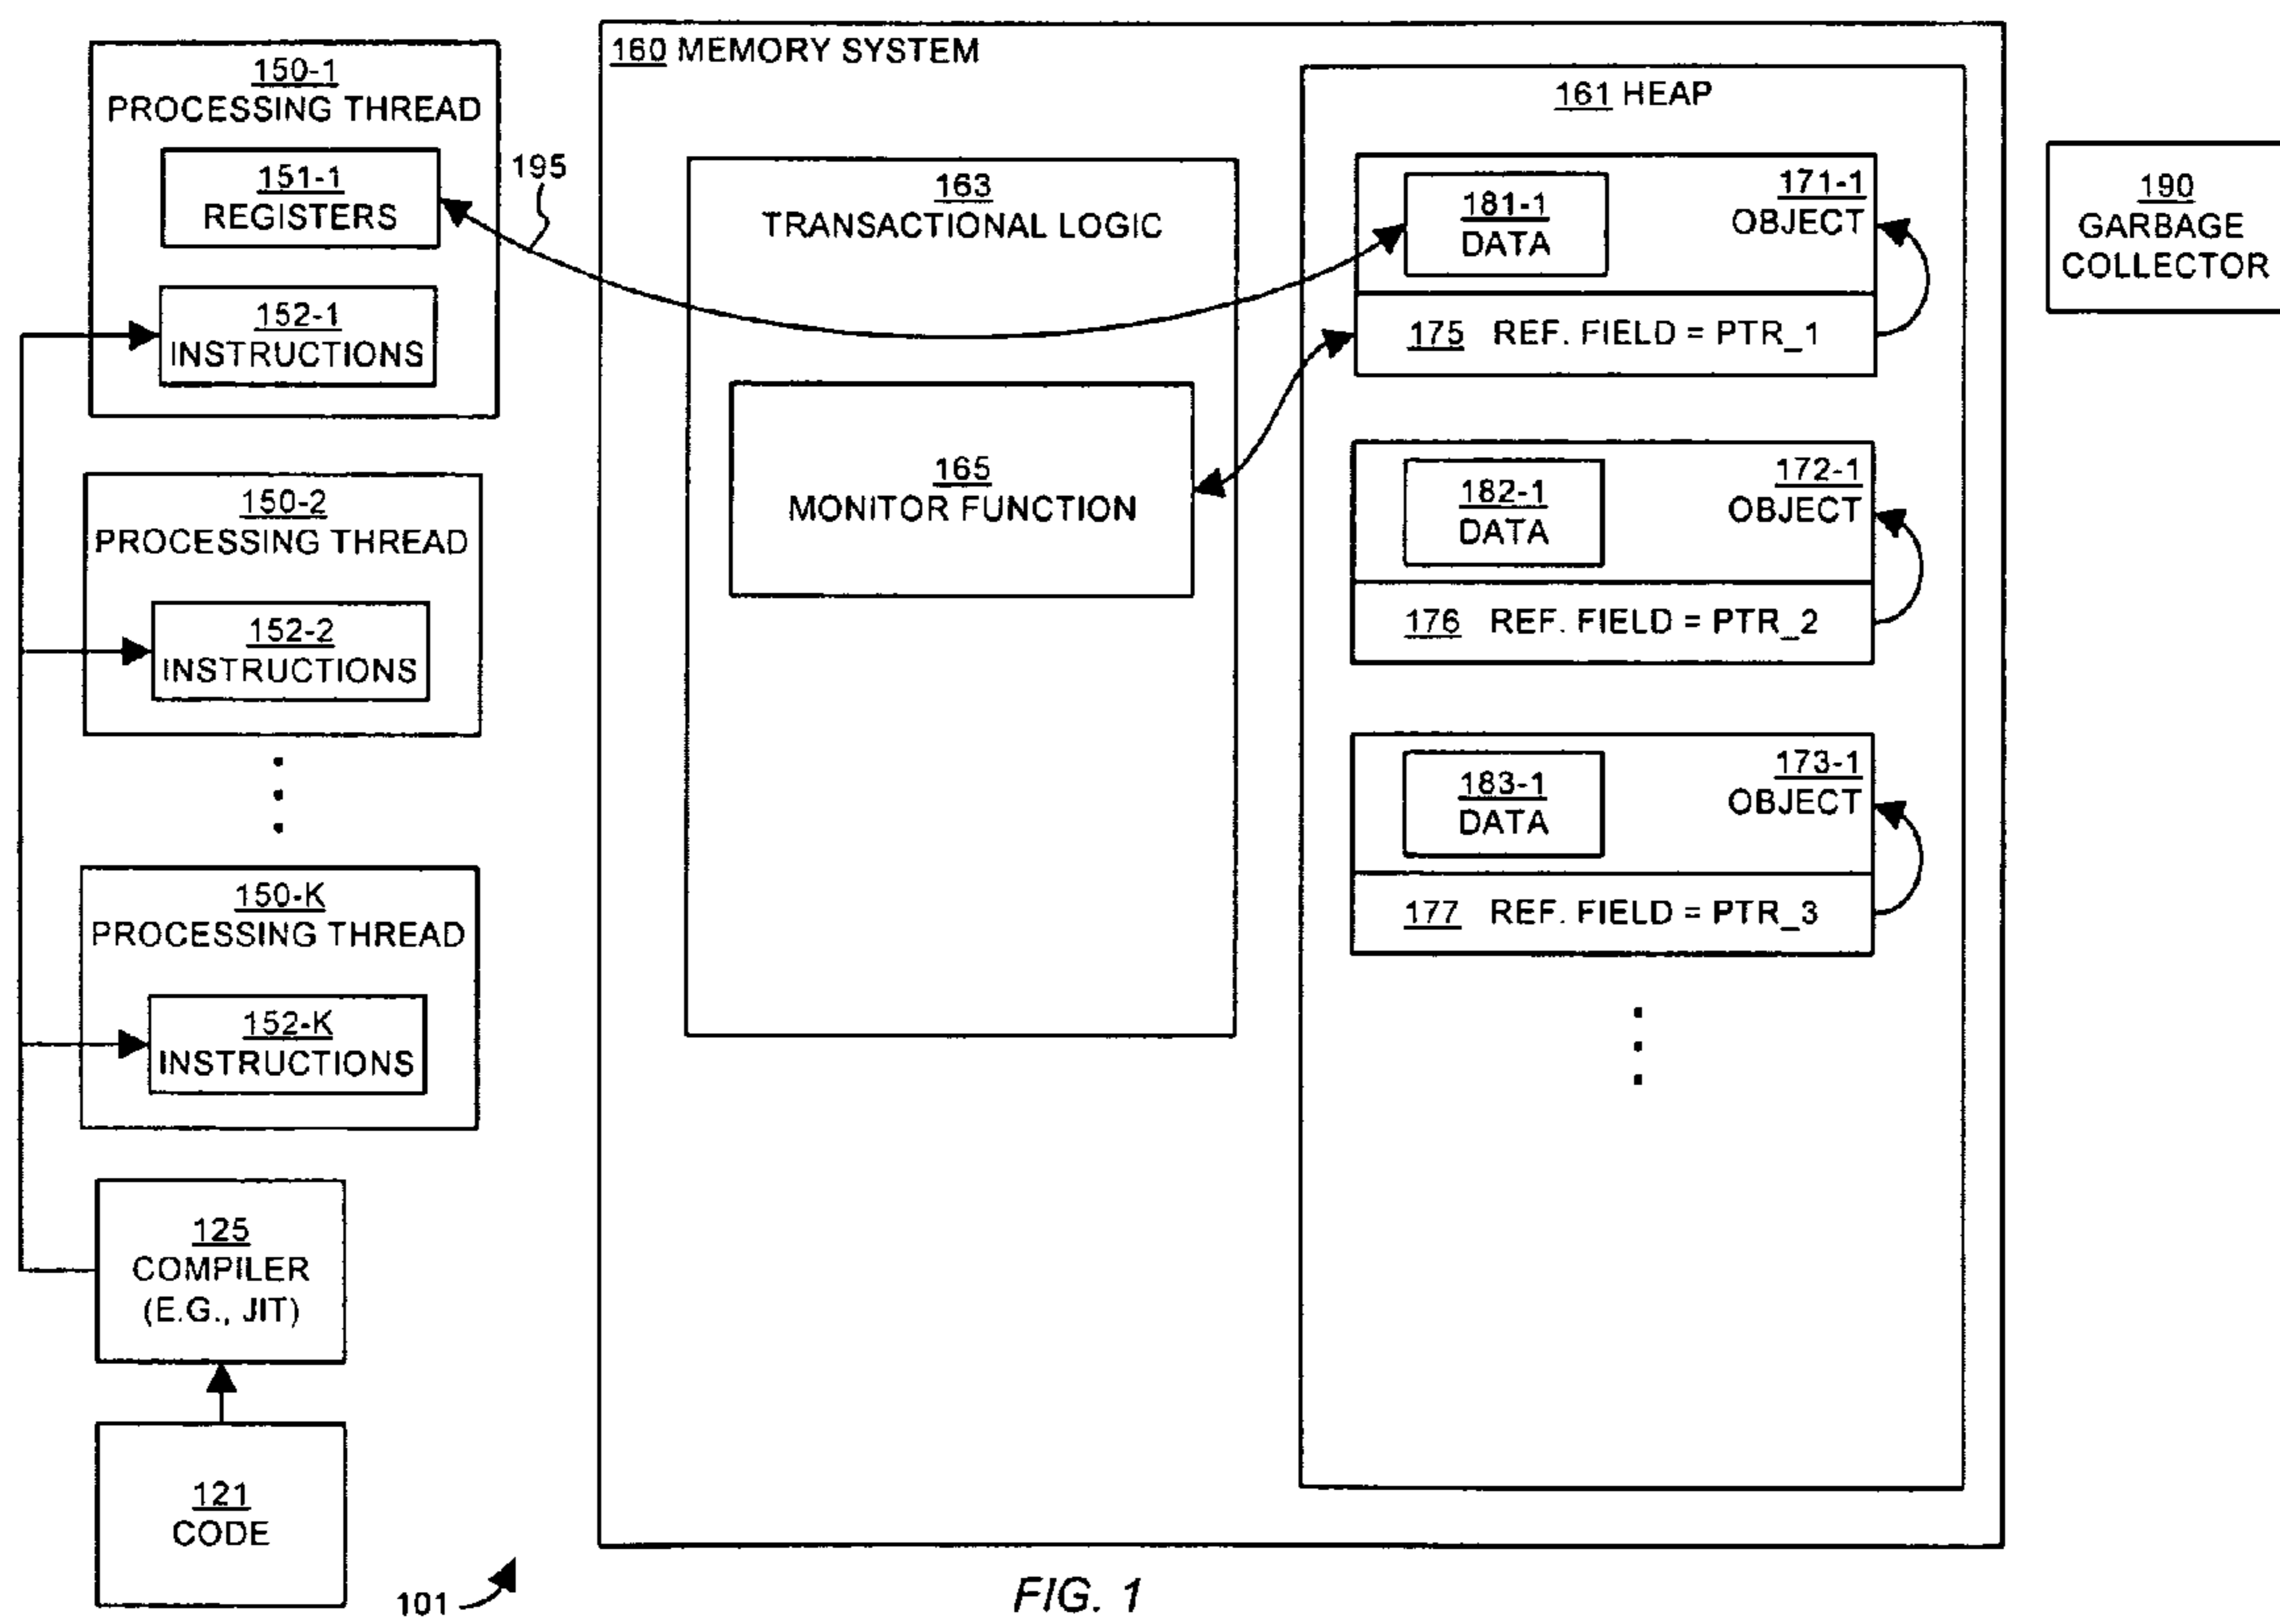 150-1
PROCESSING THREAD
151-1
REGISTERS
152-1
INSTRUCTIONS
150-2
PROCESSING THREAD
152-2
INSTRUCTIONS
150-K
PROCESSING THREAD
152-K
INSTRUCTIONS
125
COMPILER
(E.G., JIT)
121
CODE
101
195
160 MEMORY SYSTEM
163
TRANSACTIONAL LOGIC
165
MONITOR FUNCTION
161 HEAP
181-1
DATA
171-1
OBJECT
175 REF. FIELD = PTR_1
182-1
DATA
172-1
OBJECT
176 REF. FIELD = PTR_2
183-1
DATA
173-1
OBJECT
177 REF. FIELD = PTR_3
190
GARBAGE
COLLECTOR
FIG. 1